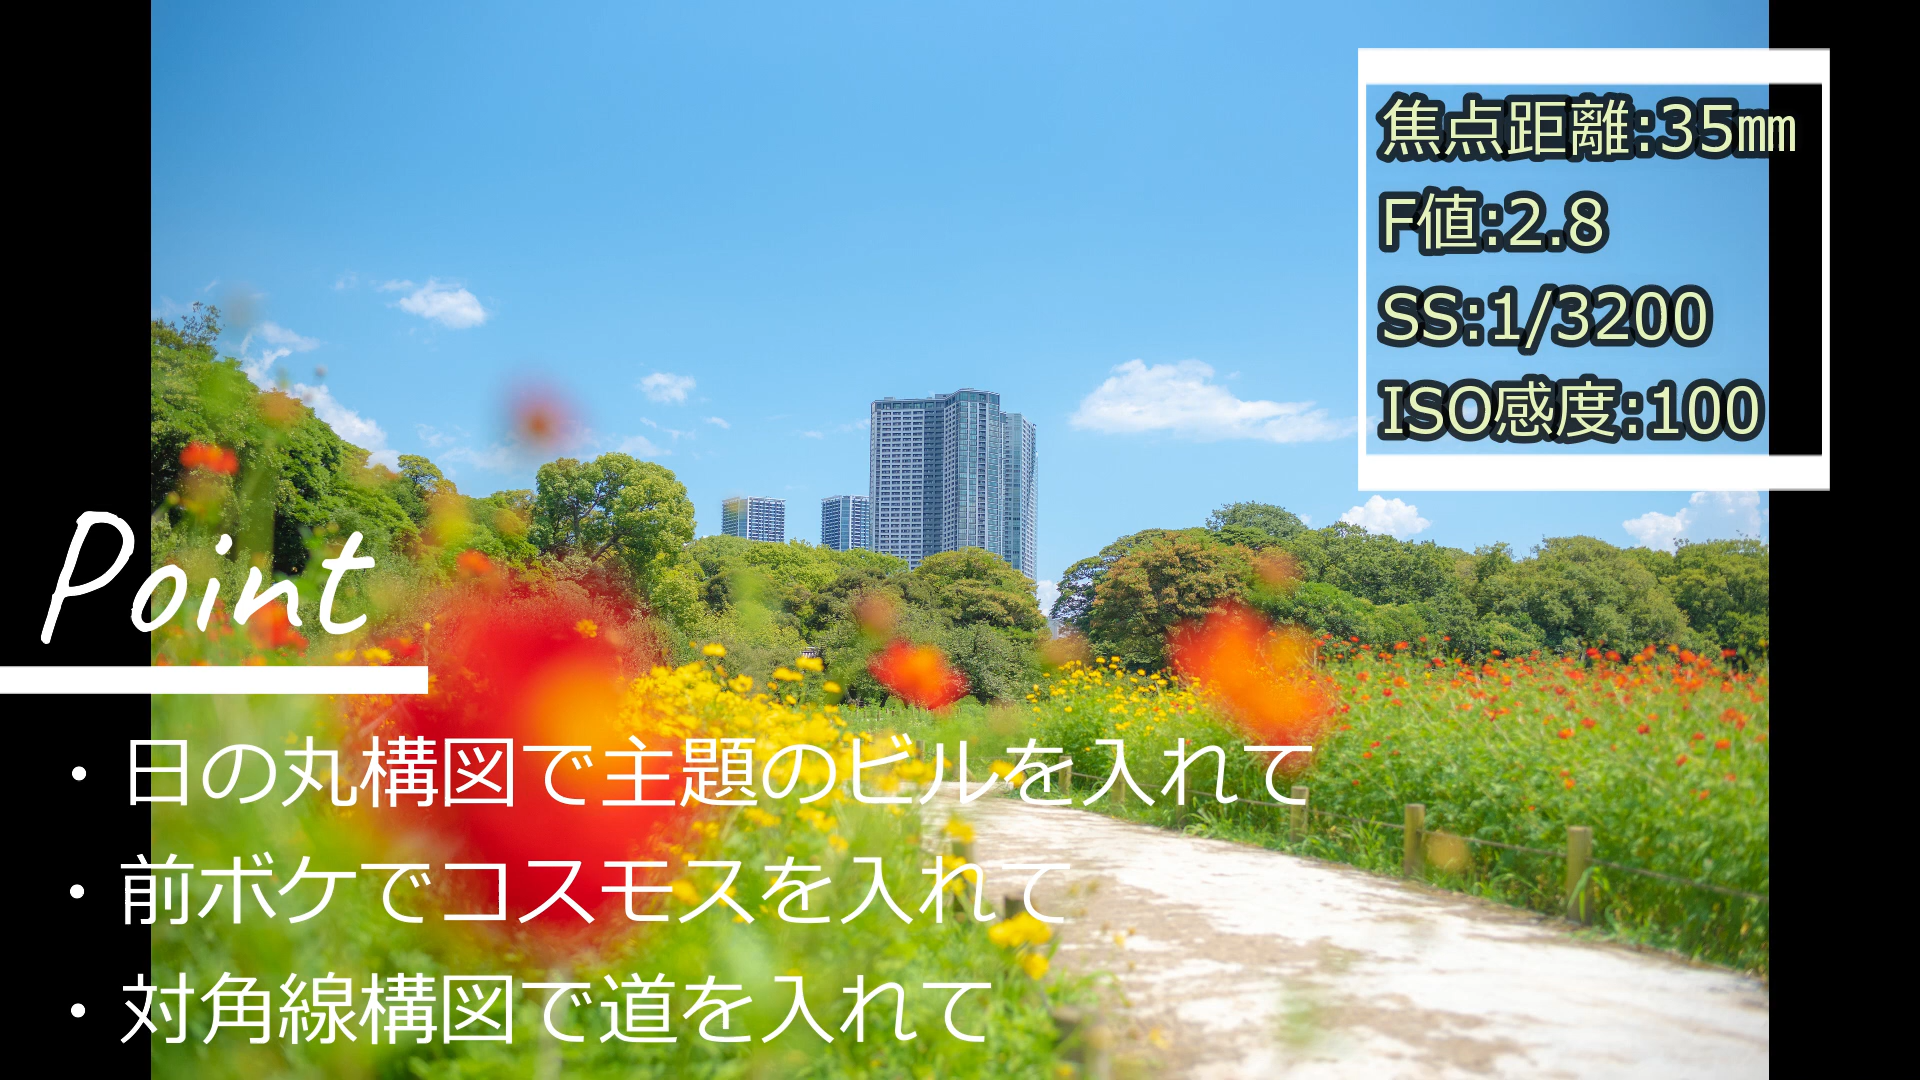 焦点距離:35mm
F値:2.8
SS:1/3200
ISO感度:100
Point
・日の丸構図で主題のビルを入れて
・前ボケでコスモスを入れて
・対角線構図で道を入れて